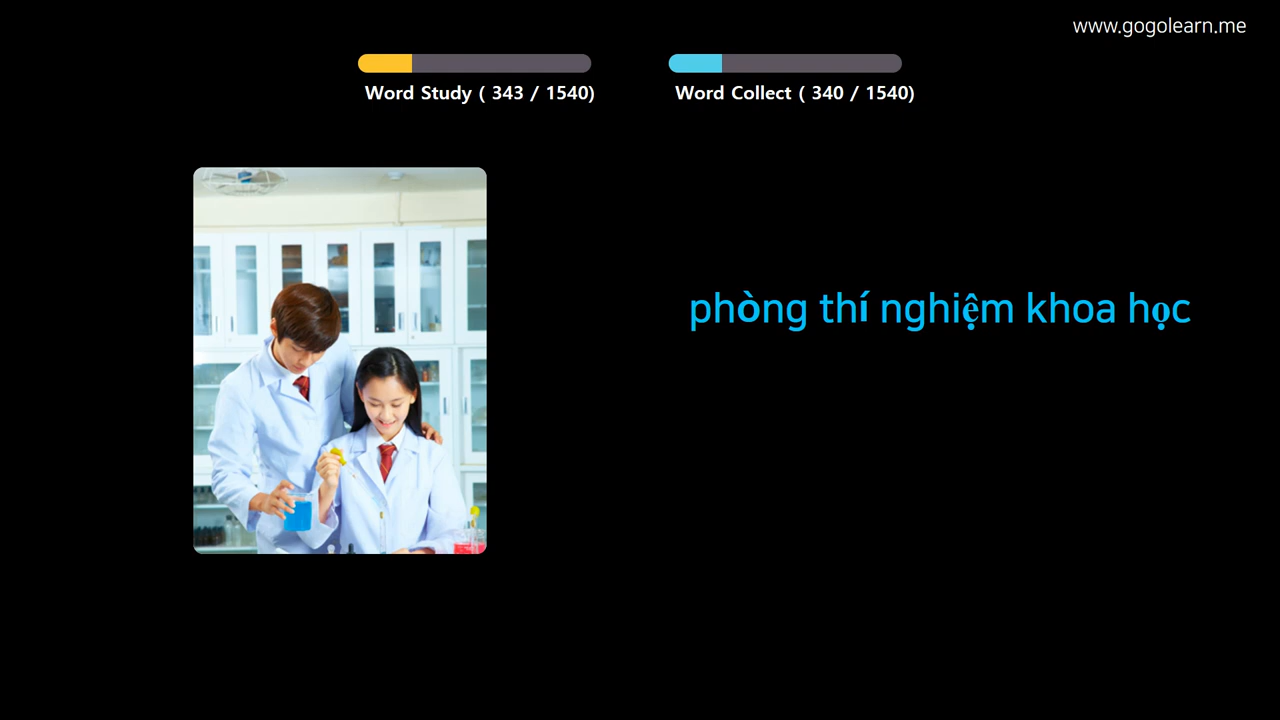 www.gogolearn.me
Word Study ( 343 / 1540)
Word Collect ( 340 / 1540)
phòng thí nghiệm khoa học